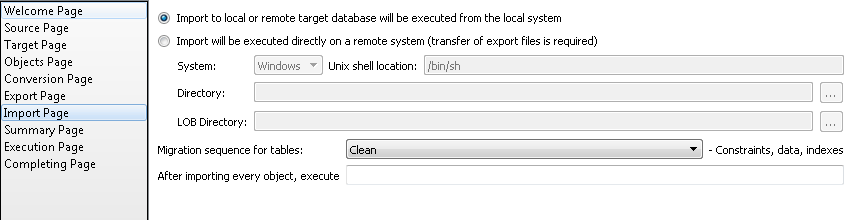 Welcome Page
Source Page
Target Page
Objects Page
Conversion Page
Export Page
Import Page
Summary Page
Execution Page
Completing Page
Import to local or remote target database will be executed from the local system
Import will be executed directly on a remote system (transfer of export files is required)
System: Windows Unix shell location: /bin/sh
Directory: ...
LOB Directory: ...
Migration sequence for tables: Clean - Constraints, data, indexes
After importing every object, execute